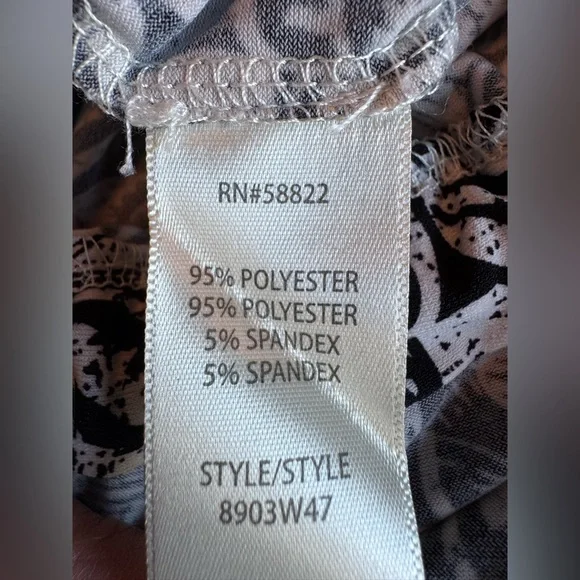 RN#58822
95% POLYESTER
95% POLYESTER
5% SPANDEX
5% SPANDEX
STYLE/STYLE
8903W47